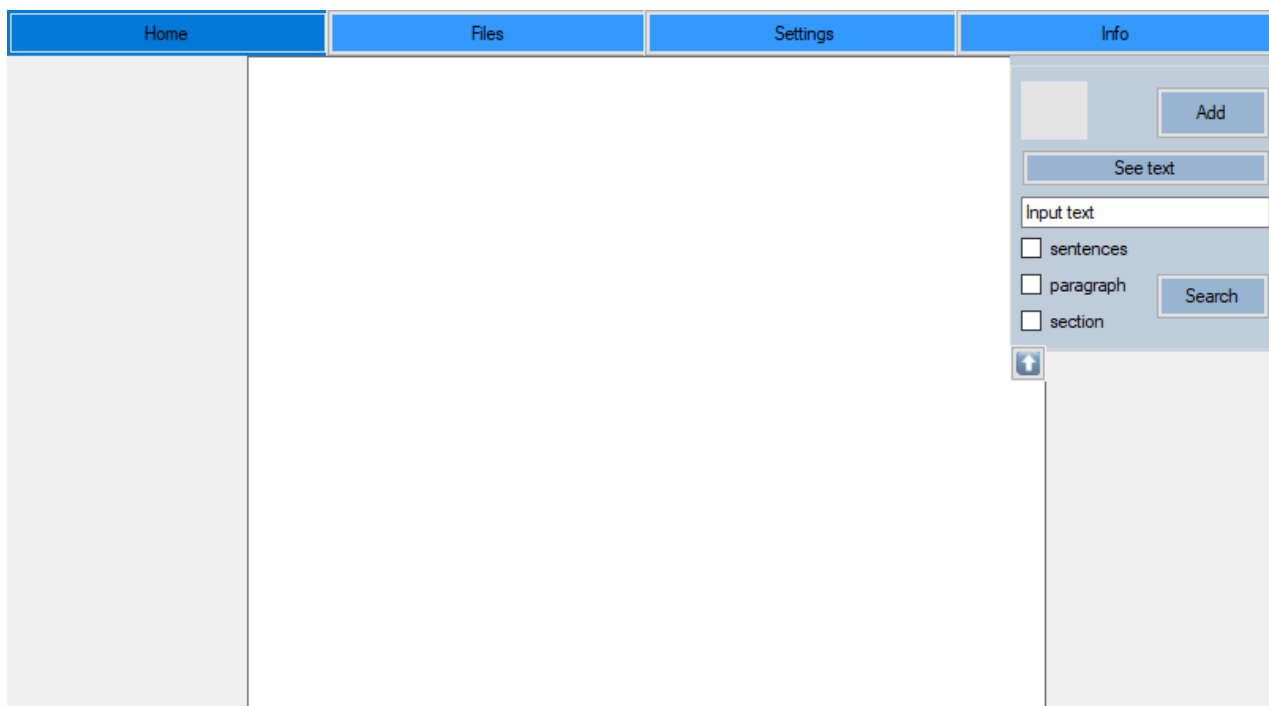 Home Files Settings Info
Add
See text
Input text
sentences
paragraph
Search
section